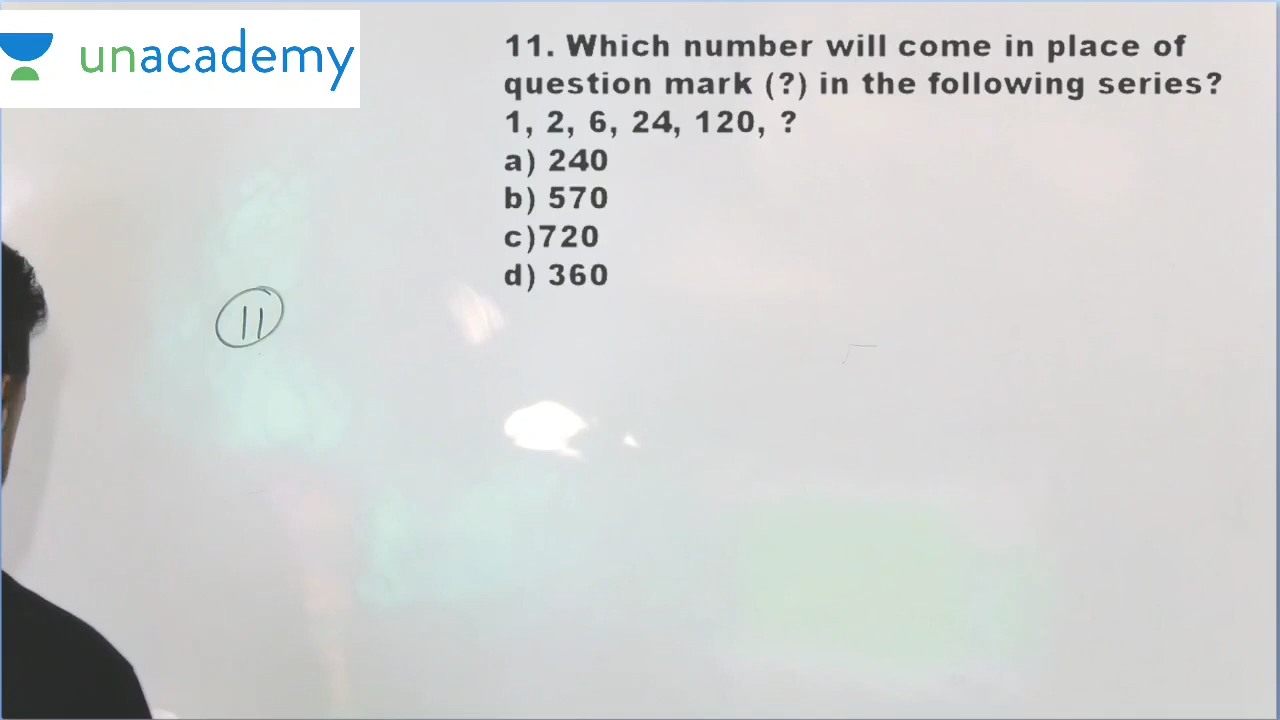 unacademy
11. Which number will come in place of
question mark (?) in the following series?
1, 2, 6, 24, 120, ?
a) 240
b) 570
c)720
d) 360
11